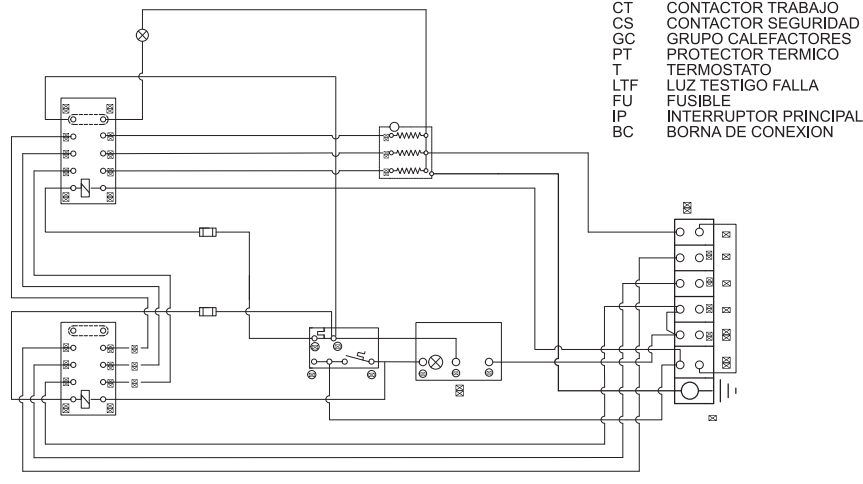 CT CONTACTOR TRABAJO
CS CONTACTOR SEGURIDAD
GC GRUPO CALEFACTORES
PT PROTECTOR TERMICO
T TERMOSTATO
LTF LUZ TESTIGO FALLA
FU FUSIBLE
IP INTERRUPTOR PRINCIPAL
BC BORNA DE CONEXION